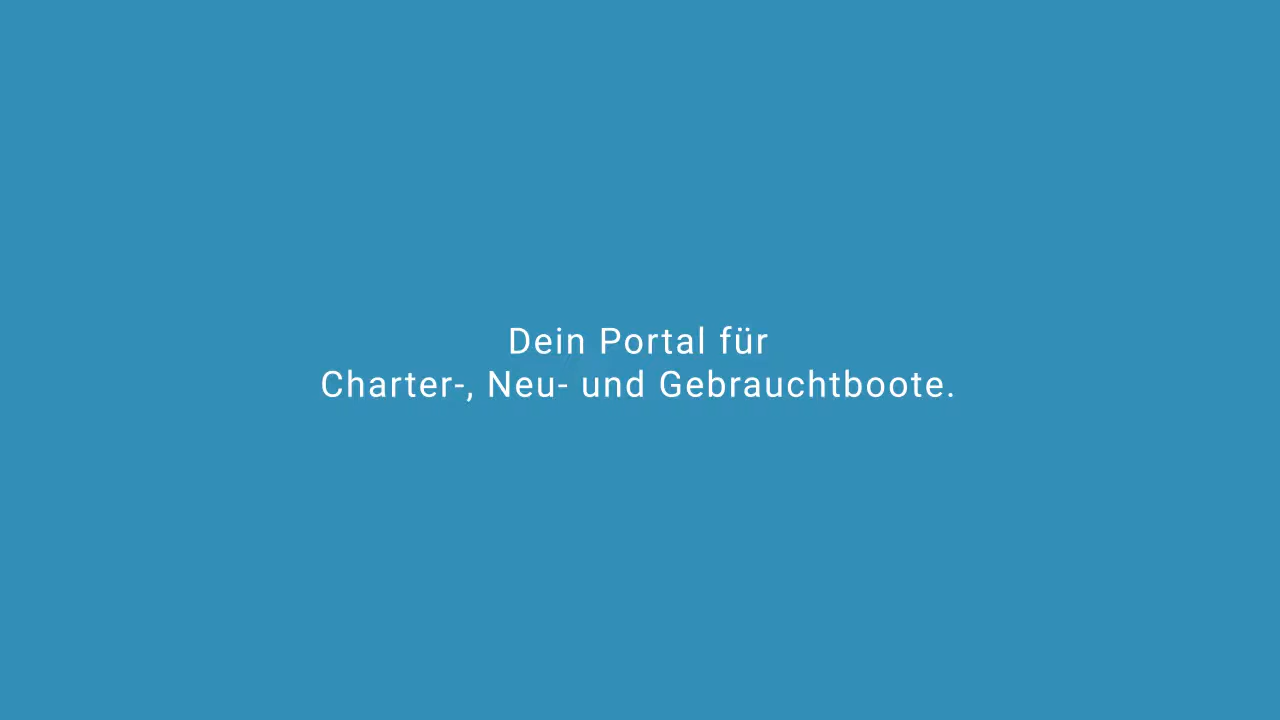 Dein Portal für
Charter-, Neu- und Gebrauchtboote.